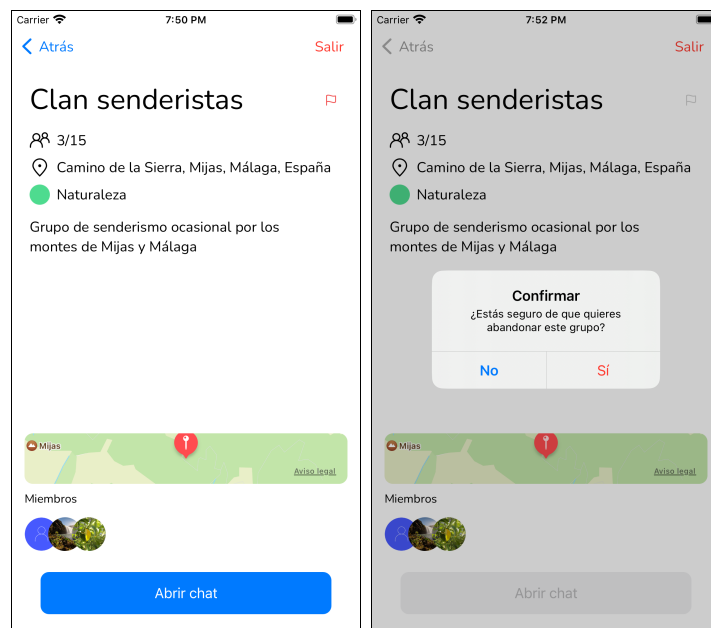 Carrier
7:50 PM
Atrás
Salir
Clan senderistas
3/15
Camino de la Sierra, Mijas, Málaga, España
Naturaleza
Grupo de senderismo ocasional por los
montes de Mijas y Málaga
Mijas
Aviso legal
Miembros
Abrir chat
Carrier
7:52 PM
Atrás
Salir
Clan senderistas
3/15
Camino de la Sierra, Mijas, Málaga, España
Naturaleza
Grupo de senderismo ocasional por los
montes de Mijas y Málaga
Confirmar
¿Estás seguro de que quieres
abandonar este grupo?
No
Sí
Mijas
Aviso legal
Miembros
Abrir chat